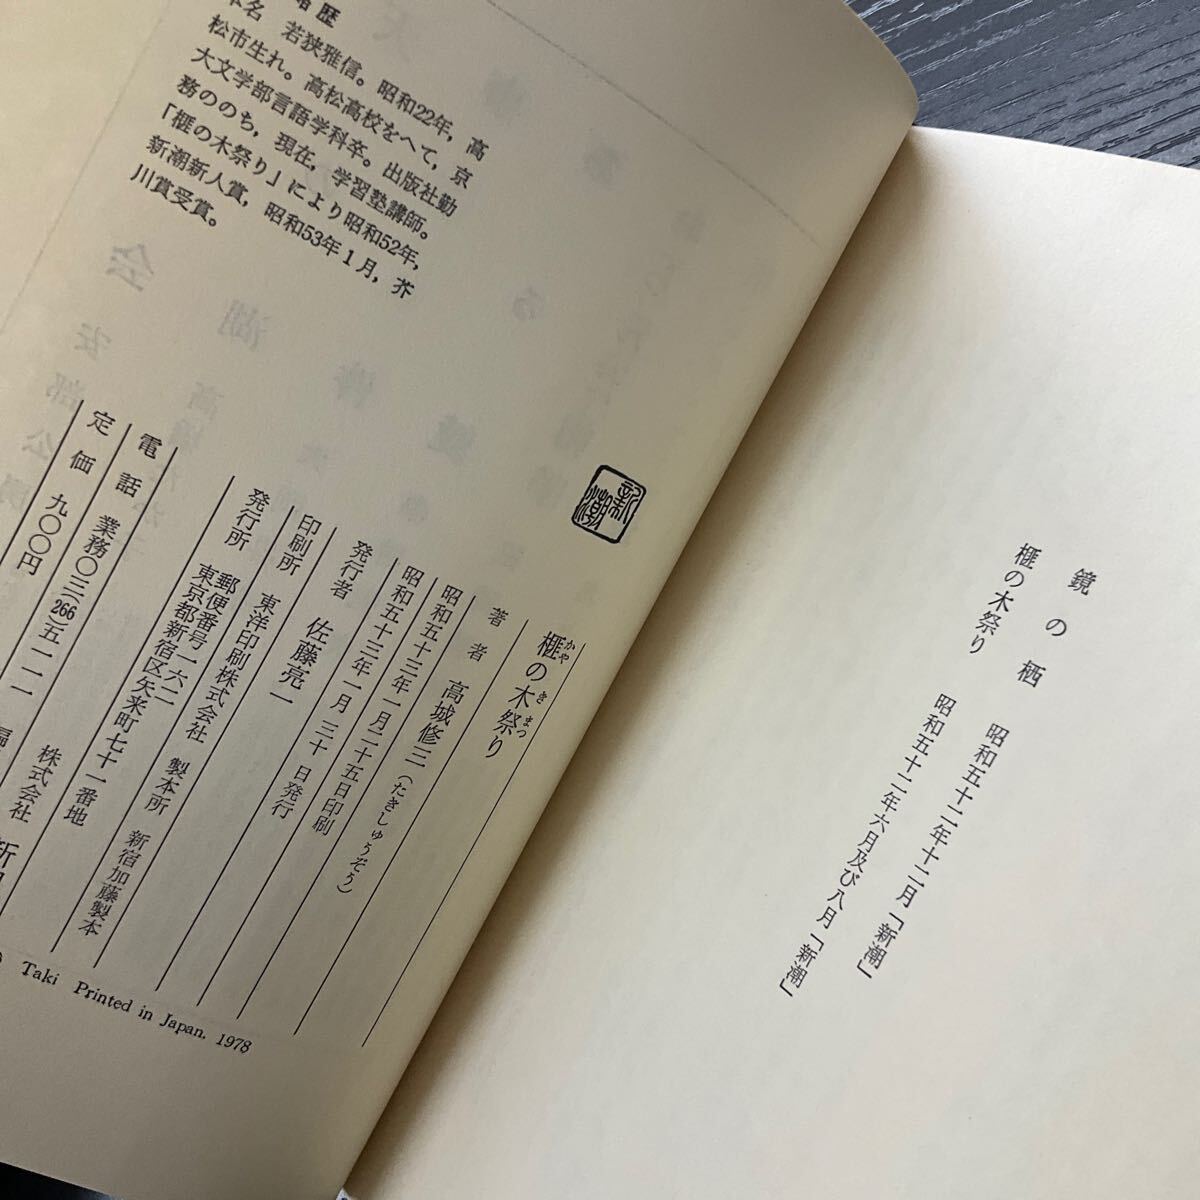 鏡の栖　昭和五十二年十二月「新潮」
榧の木祭り　昭和五十二年六月及び八月「新潮」
略歴
本名　若狭雅信。昭和22年，高
松市生れ。高松高校をへて，京
大文学部言語学科卒。出版社勤
務ののち，現在，学習塾講師。
「榧の木祭り」により昭和52年，
新潮新人賞，昭和53年1月，芥
川賞受賞。
新潮
榧の木祭り
かや　き　まつ
著者　高城修三（たきしゅうぞう）
昭和五十三年一月二十五日印刷
昭和五十三年一月三十日発行
発行者　佐藤亮一
印刷所　東洋印刷株式会社　製本所　新宿加藤製本
発行所
郵便番号一六二
東京都新宿区矢来町七十一番地
株式会社
電話　業務〇三(266)五一一一
定価　九〇〇円
Taki Printed in Japan, 1978